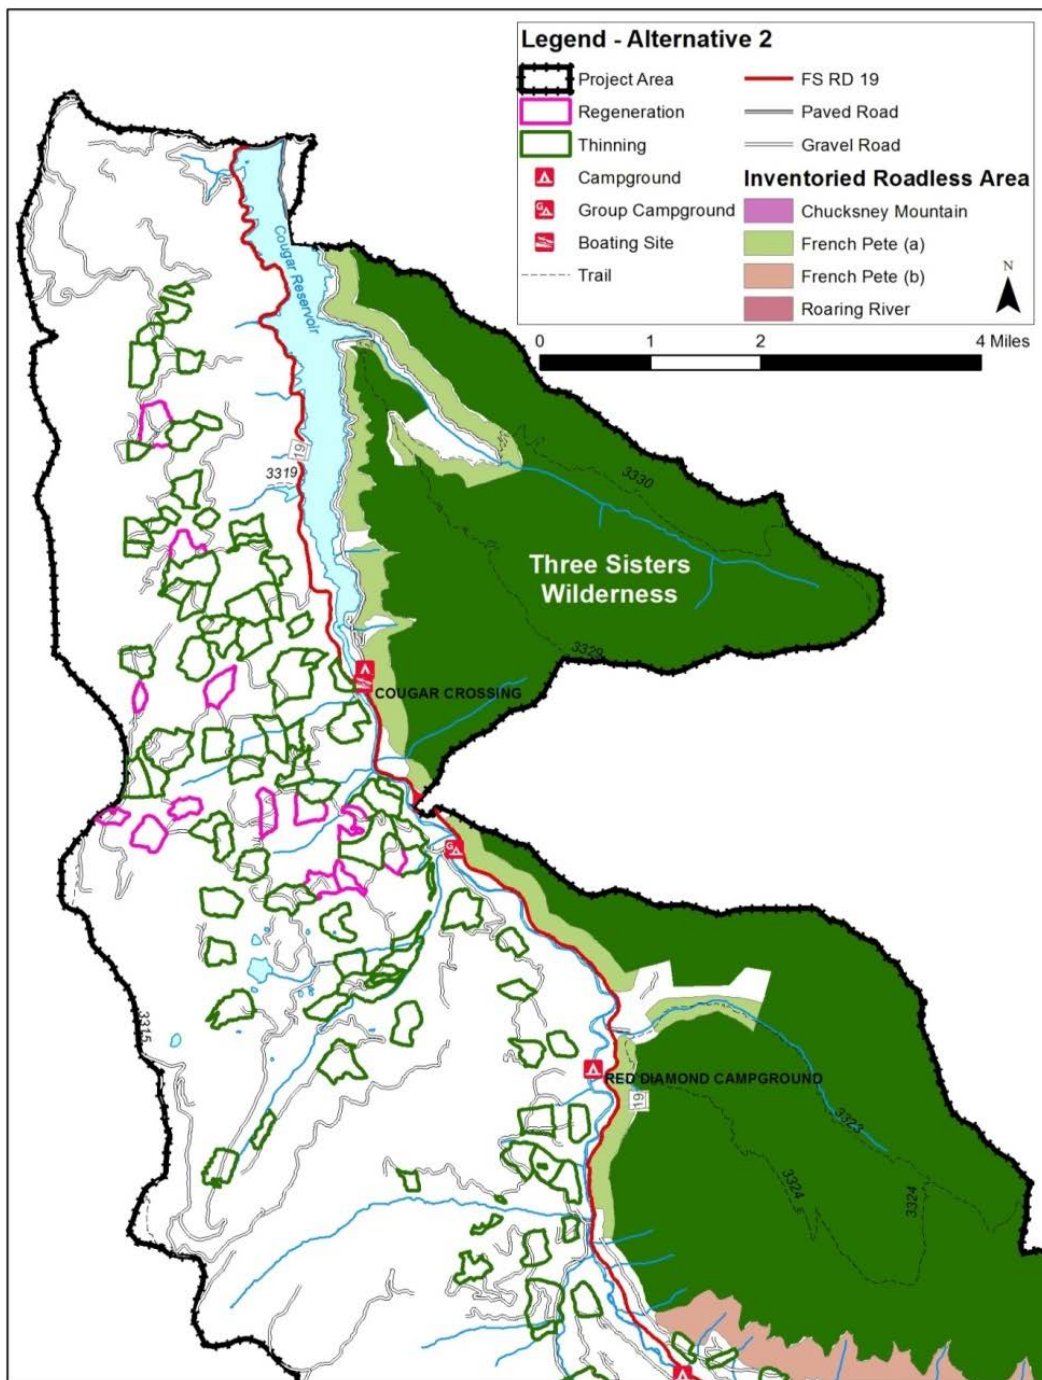 Legend - Alternative 2
Project Area
Regeneration
Thinning
Campground
Group Campground
Boating Site
Trail
FS RD 19
Paved Road
Gravel Road
Inventoried Roadless Area
Chucksney Mountain
French Pete (a)
French Pete (b)
Roaring River
N
0 1 2 4 Miles
Cougar Reservoir
19
3319
3330
Three Sisters
Wilderness
3329
COUGAR CROSSING
G
3315
RED DIAMOND CAMPGROUND
19
3323
3324
3324